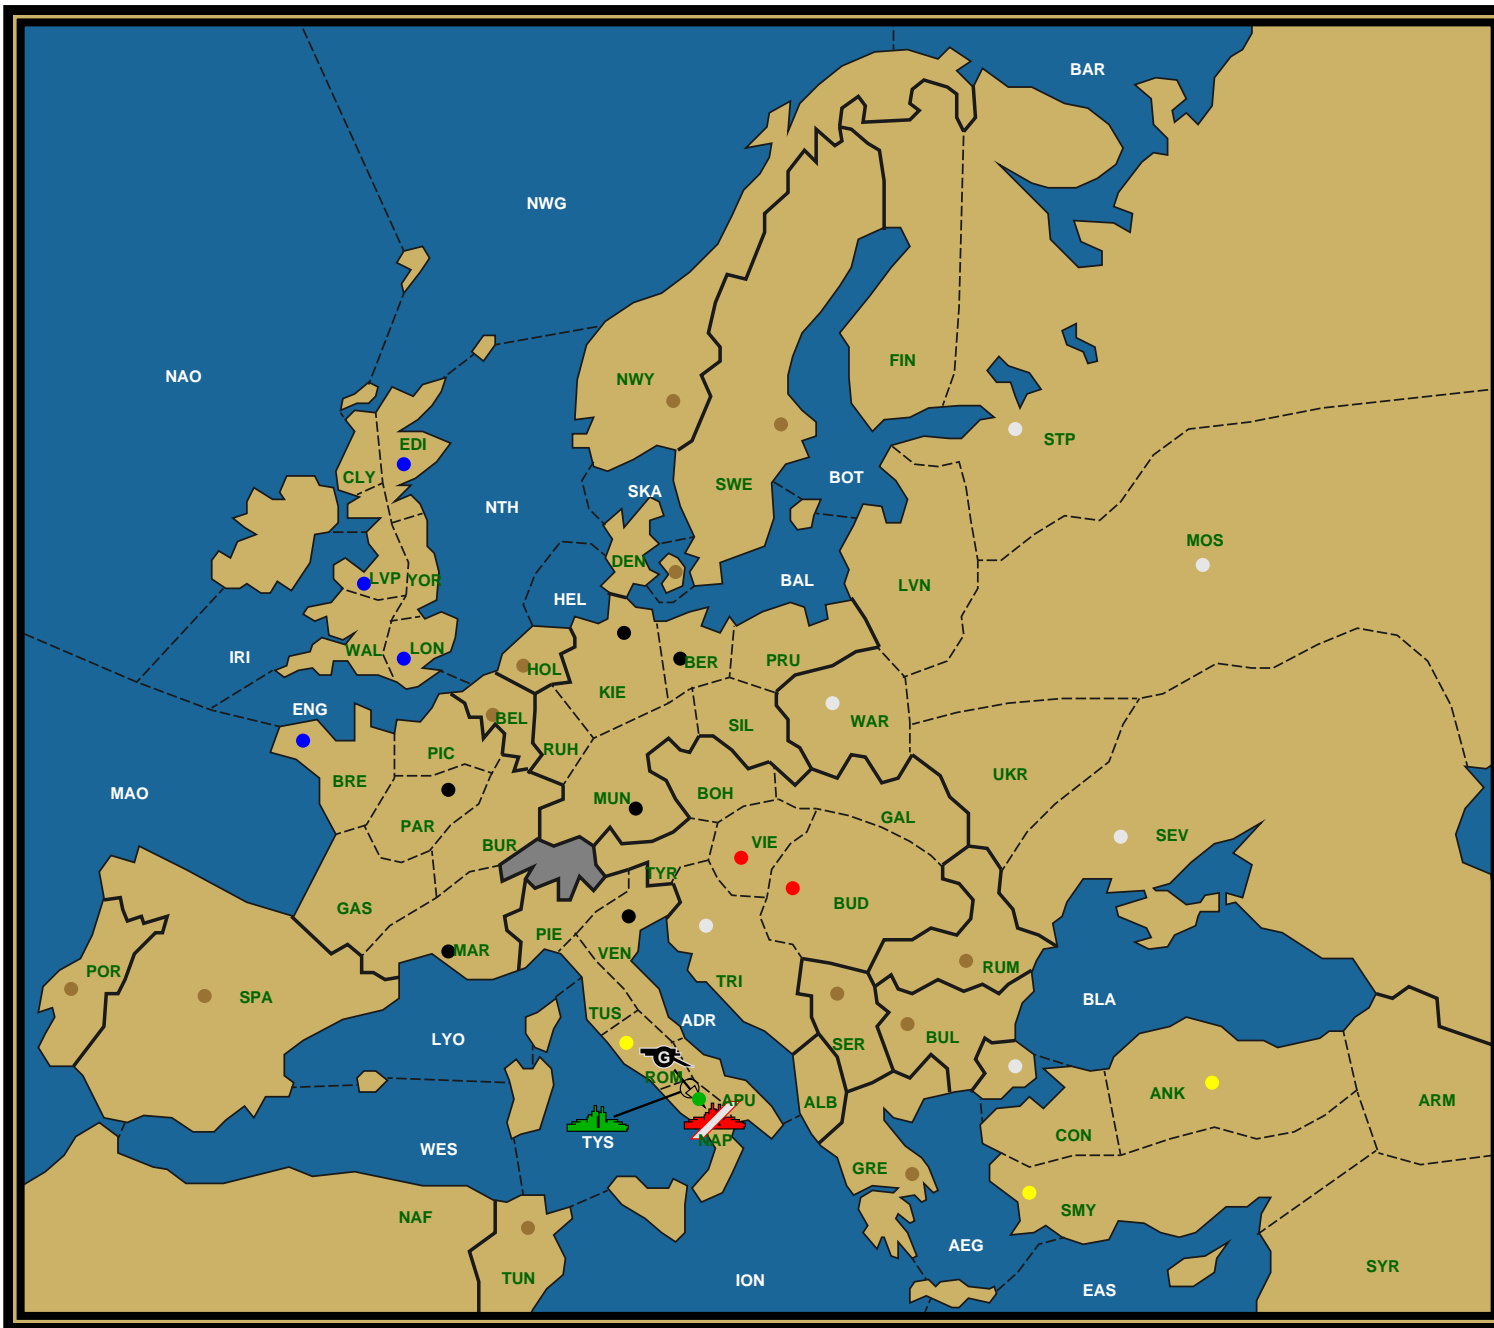 BAR
NWG
NAO
FIN
NWY
STP
EDI
CLY
SWE
BOT
SKA
NTH
MOS
DEN
LVP
YOR
BAL
LVN
HEL
WAL
LON
IRI
HOL
BER
PRU
KIE
ENG
BEL
WAR
SIL
PIC
RUH
BRE
UKR
MAO
BOH
MUN
PAR
GAL
SEV
BUR
VIE
TYR
BUD
GAS
PIE
MAR
VEN
POR
SPA
TRI
RUM
BLA
TUS
ADR
LYO
BUL
SER
G
ROM
ANK
APU
ALB
ARM
CON
TYS
NAP
WES
GRE
SMY
NAF
AEG
SYR
TUN
ION
EAS